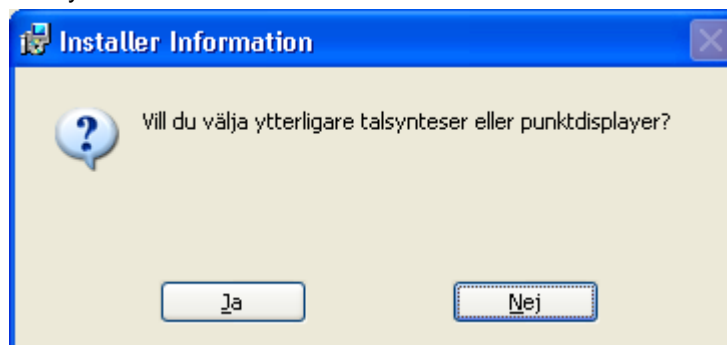 Installer Information
Vill du välja ytterligare talsynteser eller punktdisplayer?
Ja
Nej